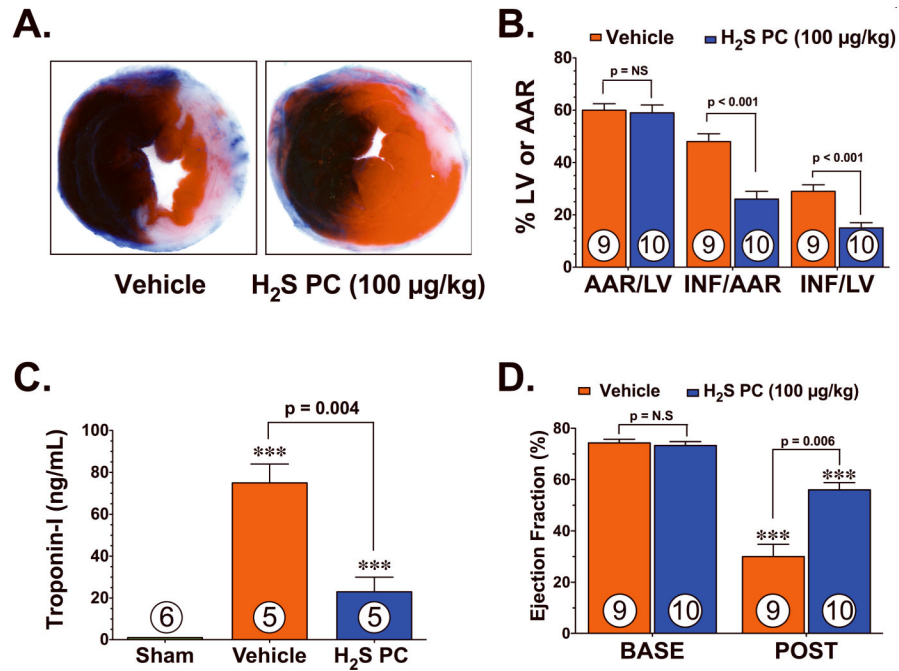 A.
Vehicle
H₂S PC (100 µg/kg)
B.
Vehicle H₂S PC (100 µg/kg)
% LV or AAR
80
60
40
20
0
p = NS
p < 0.001
p < 0.001
9 10 9 10 9 10
AAR/LV INF/AAR INF/LV
C.
Troponin-I (ng/mL)
100
80
60
40
20
0
p = 0.004
***
***
6 5 5
Sham Vehicle H₂S PC
D.
Vehicle H₂S PC (100 µg/kg)
Ejection Fraction (%)
80
60
40
20
0
p = N.S
p = 0.006
***
***
9 10 9 10
BASE POST